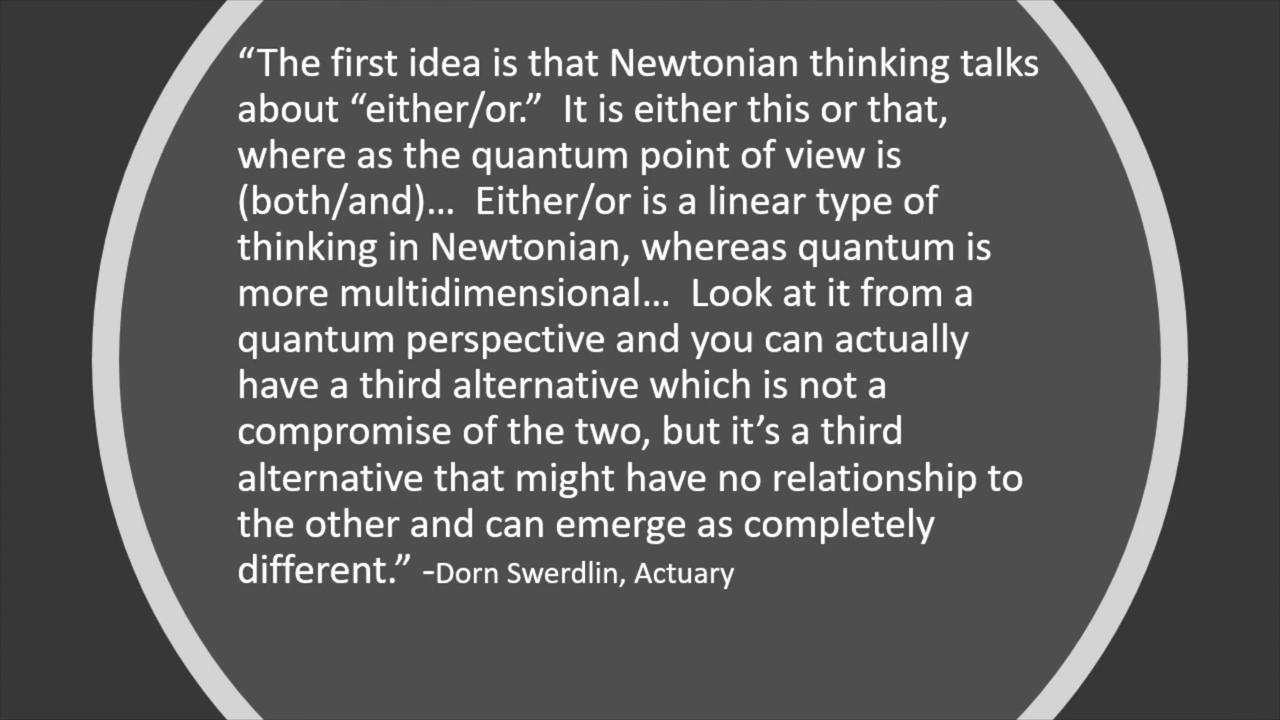 “The first idea is that Newtonian thinking talks
about “either/or.”  It is either this or that,
where as the quantum point of view is
(both/and)…  Either/or is a linear type of
thinking in Newtonian, whereas quantum is
more multidimensional…  Look at it from a
quantum perspective and you can actually
have a third alternative which is not a
compromise of the two, but it’s a third
alternative that might have no relationship to
the other and can emerge as completely
different.” -Dorn Swerdlin, Actuary